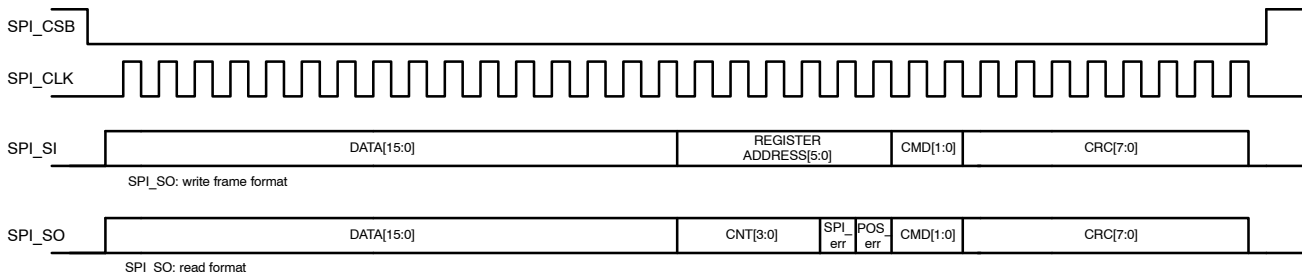 SPI_CSB
SPI_CLK
SPI_SI
DATA[15:0]
REGISTER
ADDRESS[5:0]
CMD[1:0]
CRC[7:0]
SPI_SO: write frame format
SPI_SO
DATA[15:0]
CNT[3:0]
SPI_
err
POS_
err
CMD[1:0]
CRC[7:0]
SPI_SO: read format